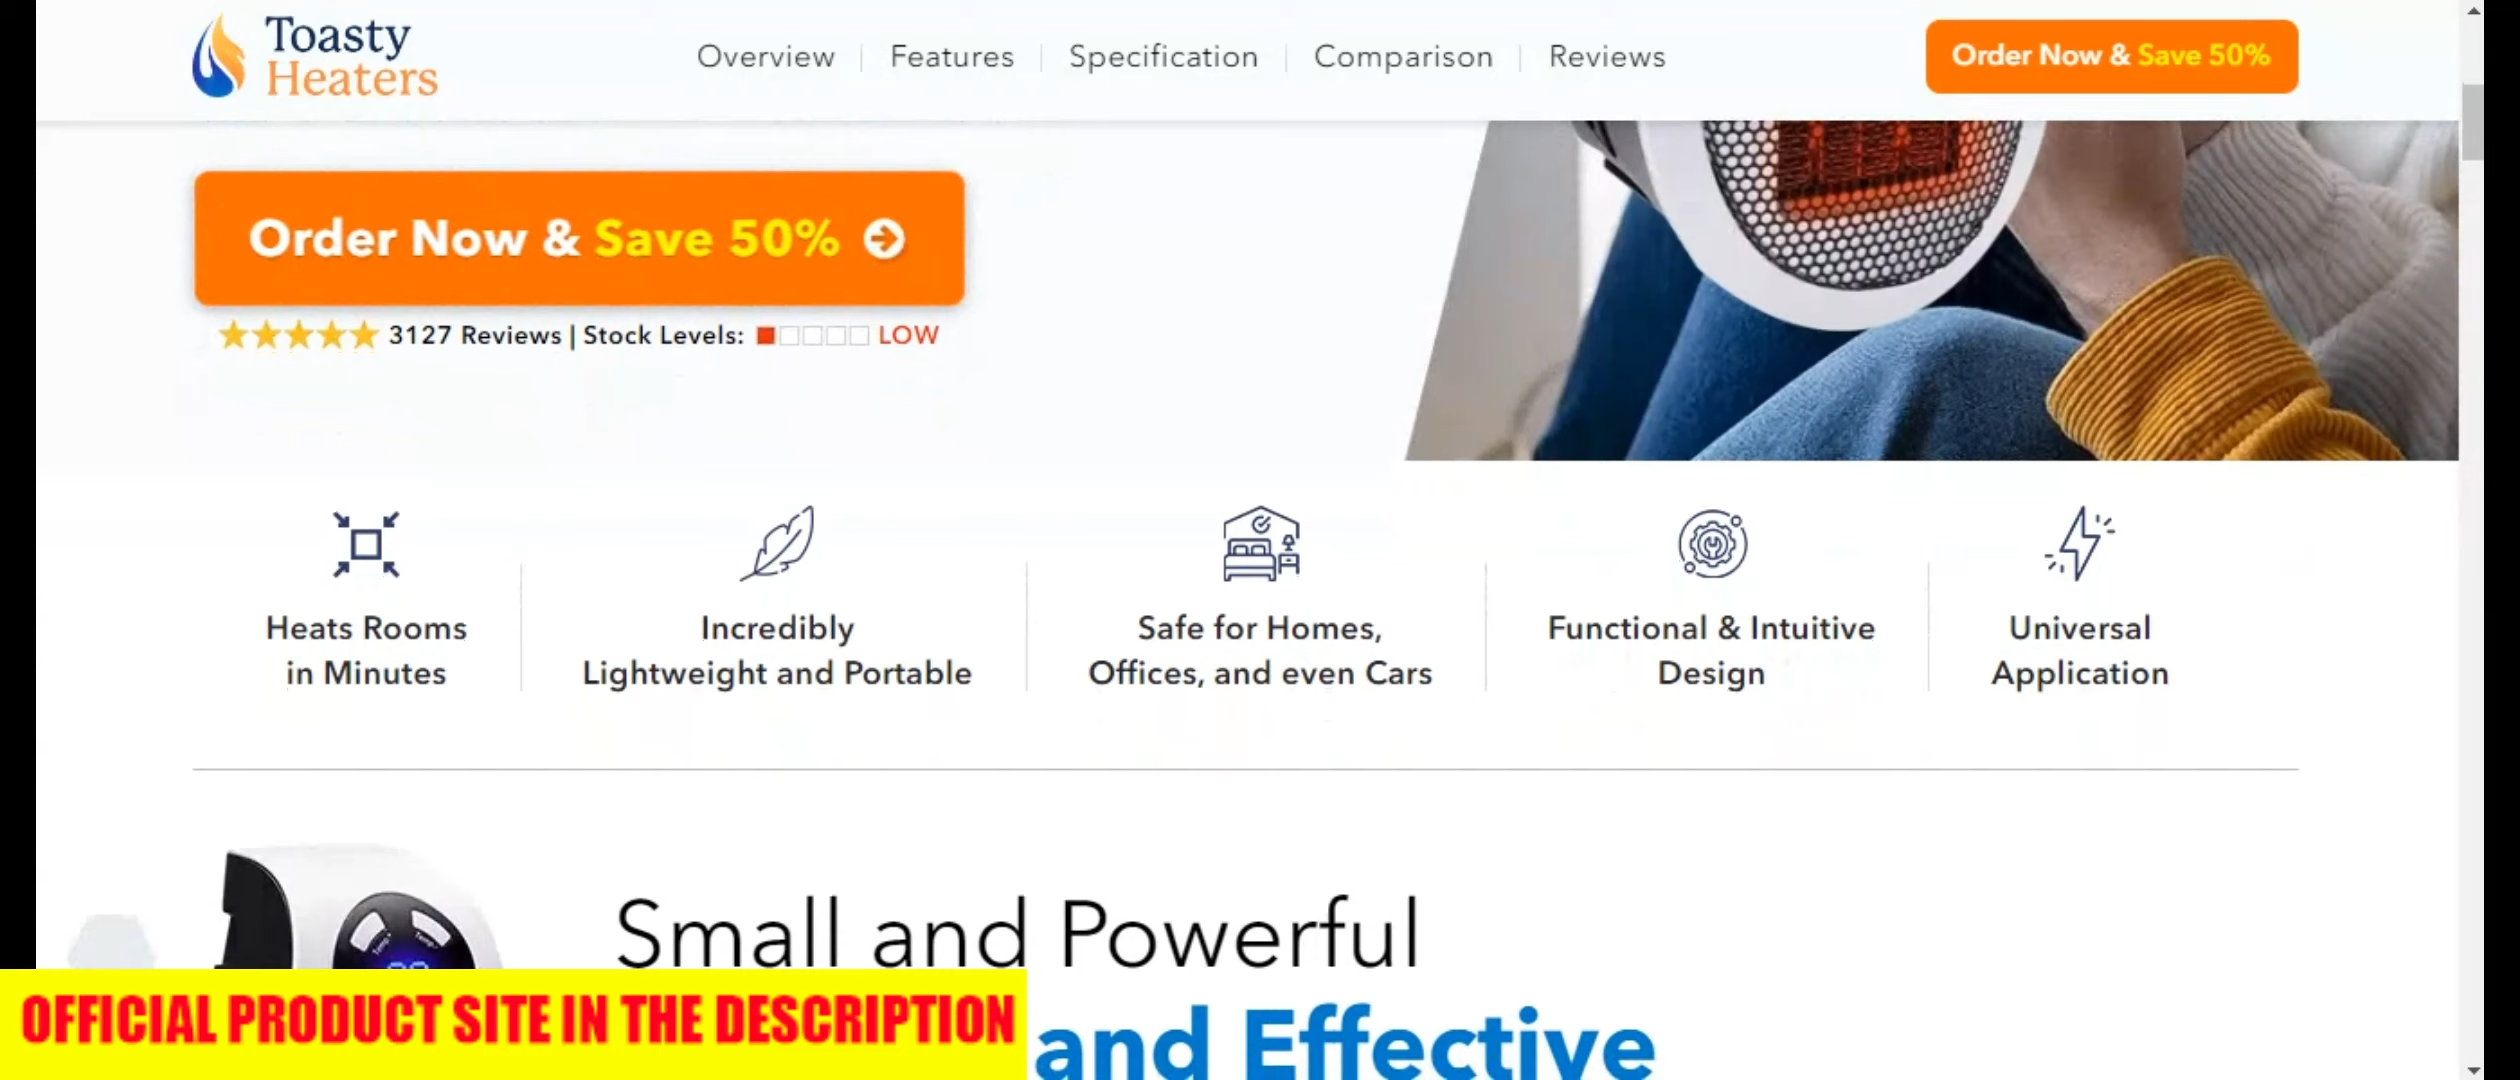 Toasty
Heaters
Overview
Features
Specification
Comparison
Reviews
Order Now & Save 50%
Order Now & Save 50%
3127 Reviews | Stock Levels: LOW
Heats Rooms
in Minutes
Incredibly
Lightweight and Portable
Safe for Homes,
Offices, and even Cars
Functional & Intuitive
Design
Universal
Application
Temp
Temp
Small and Powerful
OFFICIAL PRODUCT SITE IN THE DESCRIPTION
and Effective